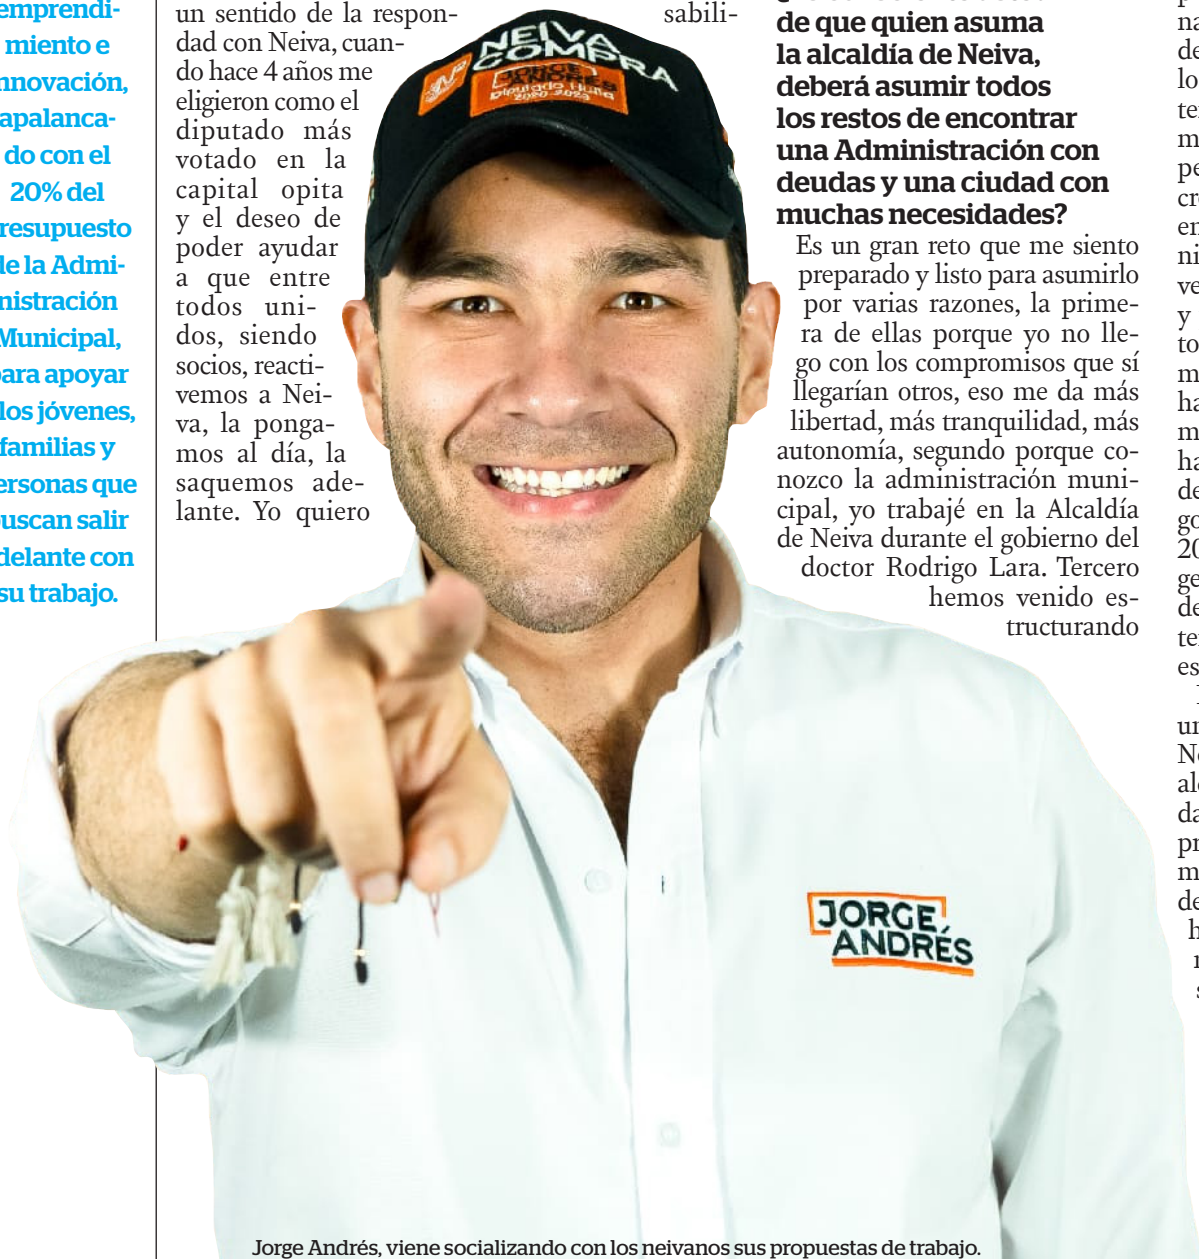 emprendi-
miento e
nnovación,
apalanca-
do con el
20% del
resupuesto
de la Admi-
nistración
Municipal,
para apoyar
los jóvenes,
familias y
ersonas que
buscan salir
delante con
su trabajo.
un sentido de la respon-
sabili-
dad con Neiva, cuan-
do hace 4 años me
eligieron como el
diputado más
votado en la
capital opita
y el deseo de
poder ayudar
a que entre
todos uni-
dos, siendo
socios, reacti-
vemos a Nei-
va, la ponga-
mos al día, la
saquemos ade-
lante. Yo quiero
NEIVA
COMPRA
JORGE
ANDRÉS
Diputado Huila
2020-2023
de que quien asuma
la alcaldía de Neiva,
deberá asumir todos
los restos de encontrar
una Administración con
deudas y una ciudad con
muchas necesidades?
Es un gran reto que me siento
preparado y listo para asumirlo
por varias razones, la prime-
ra de ellas porque yo no lle-
go con los compromisos que sí
llegarían otros, eso me da más
libertad, más tranquilidad, más
autonomía, segundo porque co-
nozco la administración muni-
cipal, yo trabajé en la Alcaldía
de Neiva durante el gobierno del
doctor Rodrigo Lara. Tercero
hemos venido es-
tructurando
JORGE
ANDRÉS
Jorge Andrés, viene socializando con los neivanos sus propuestas de trabajo.